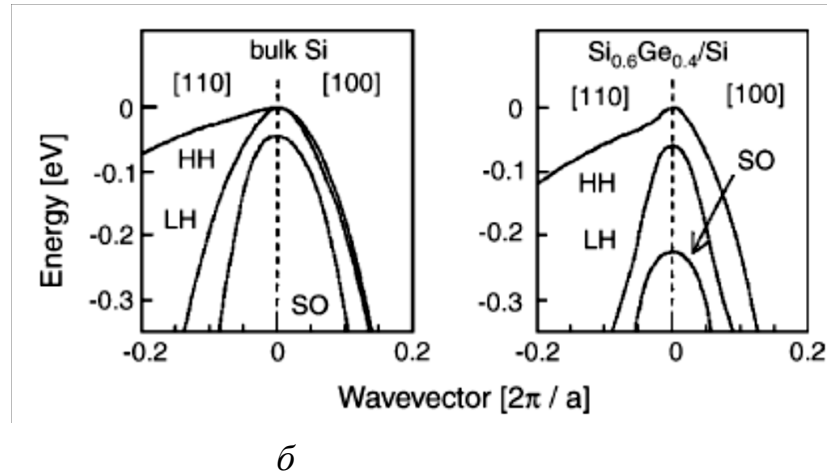 bulk Si
[110] [100]
Energy [eV]
0
-0.1
-0.2
-0.3
HH
LH
SO
-0.2 0 0.2
Si₀.₆Ge₀.₄/Si
[110] [100]
0
-0.1
-0.2
-0.3
HH
LH
SO
-0.2 0 0.2
Wavevector [2π / a]
б